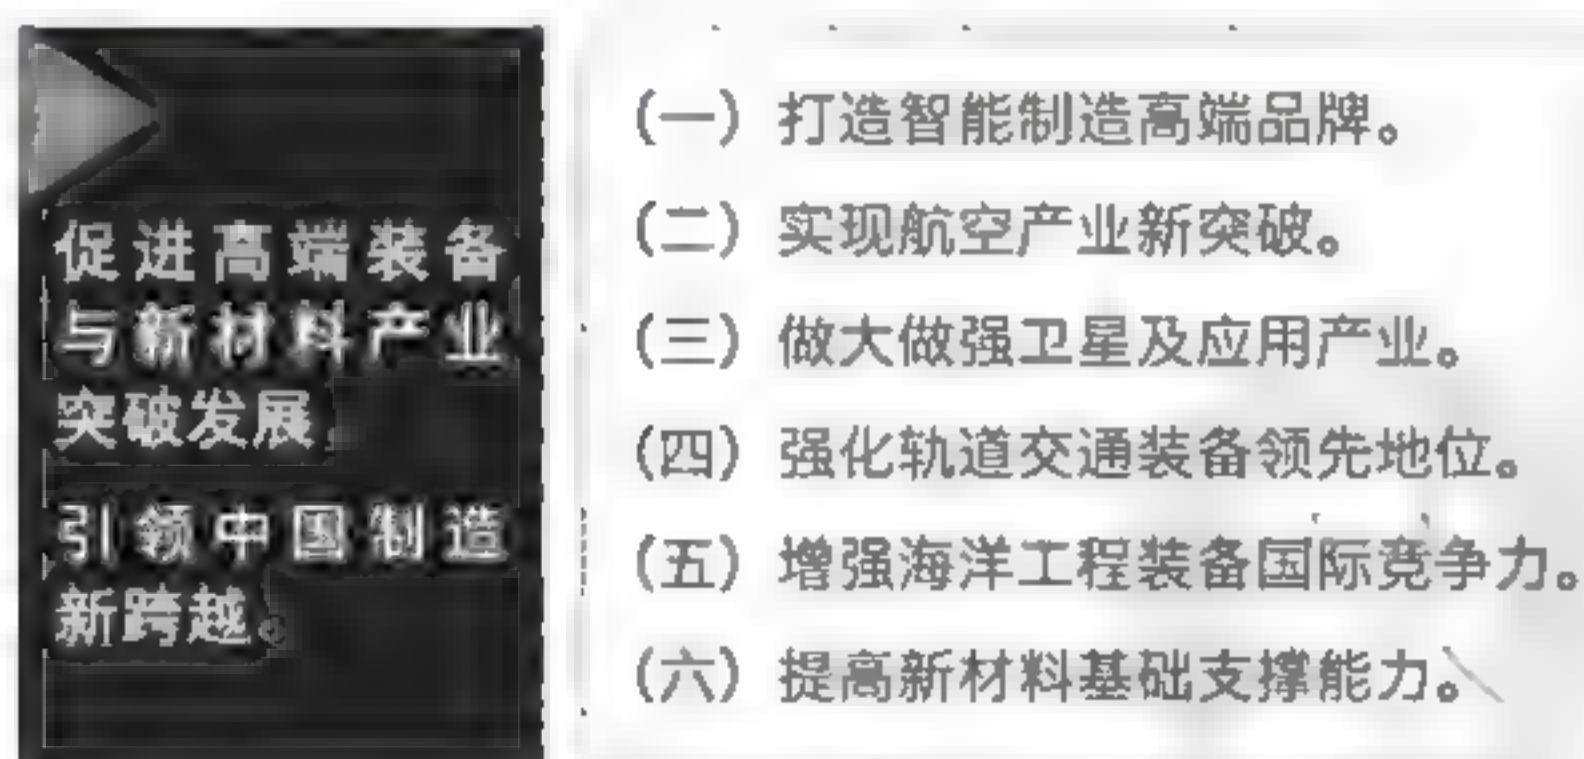 促进高端装备
与新材料产业
突破发展,
引领中国制造
新跨越。
（一）打造智能制造高端品牌。
（二）实现航空产业新突破。
（三）做大做强卫星及应用产业。
（四）强化轨道交通装备领先地位。
（五）增强海洋工程装备国际竞争力。
（六）提高新材料基础支撑能力。